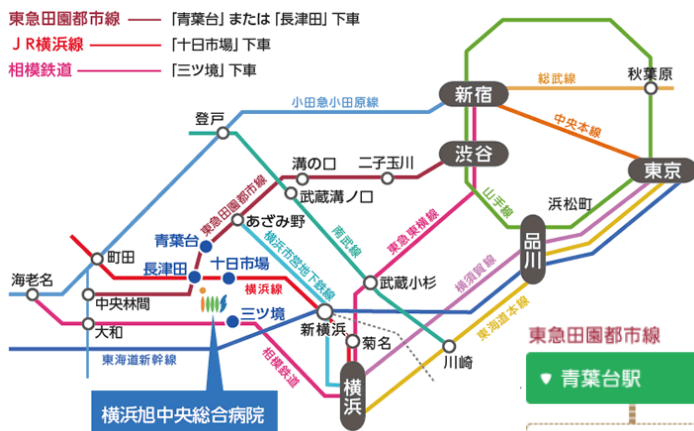 東急田園都市線 「青葉台」または「長津田」下車
JR横浜線 「十日市場」下車
相模鉄道 「三ツ境」下車
新宿
総武線
秋葉原
小田急小田原線
中央本線
登戸
渋谷
東京
溝の口
二子玉川
山手線
浜松町
東急田園都市線
武蔵溝ノ口
あざみ野
東急東横線
品川
青葉台
横浜市営地下鉄線
南武線
町田
長津田
十日市場
横浜線
武蔵小杉
横須賀線
海老名
中央林間
三ツ境
新横浜
東海道本線
大和
菊名
川崎
東海道新幹線
相模鉄道
横浜
横浜旭中央総合病院
東急田園都市線
青葉台駅